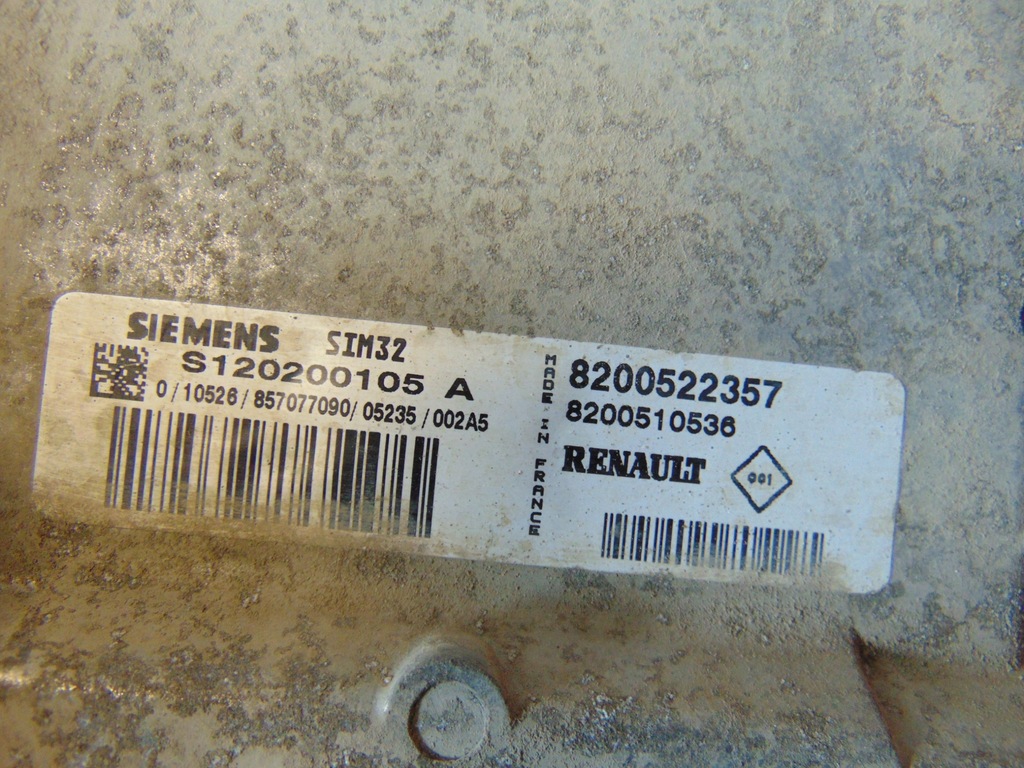 SIEMENS SIM32
S120200105 A
0/10526/857077090/05235/002A5
MADE IN FRANCE
8200522357
8200510536
RENAULT 001